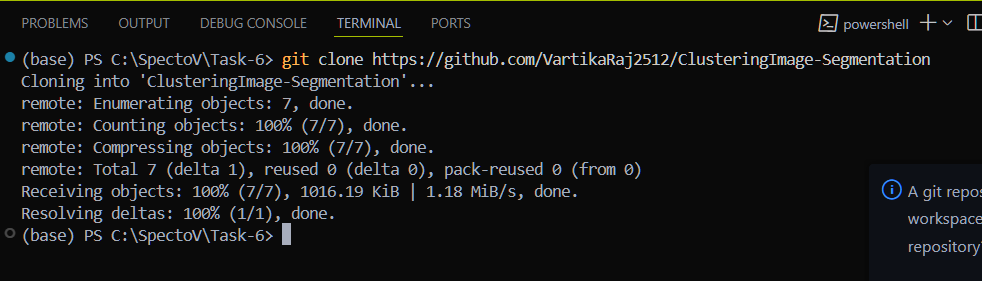 PROBLEMS OUTPUT DEBUG CONSOLE TERMINAL PORTS powershell
(base) PS C:\SpectoV\Task-6> git clone https://github.com/VartikaRaj2512/ClusteringImage-Segmentation
Cloning into 'ClusteringImage-Segmentation'...
remote: Enumerating objects: 7, done.
remote: Counting objects: 100% (7/7), done.
remote: Compressing objects: 100% (7/7), done.
remote: Total 7 (delta 1), reused 0 (delta 0), pack-reused 0 (from 0)
Receiving objects: 100% (7/7), 1016.19 KiB | 1.18 MiB/s, done.
Resolving deltas: 100% (1/1), done.
(base) PS C:\SpectoV\Task-6>
A git repos
workspace
repository